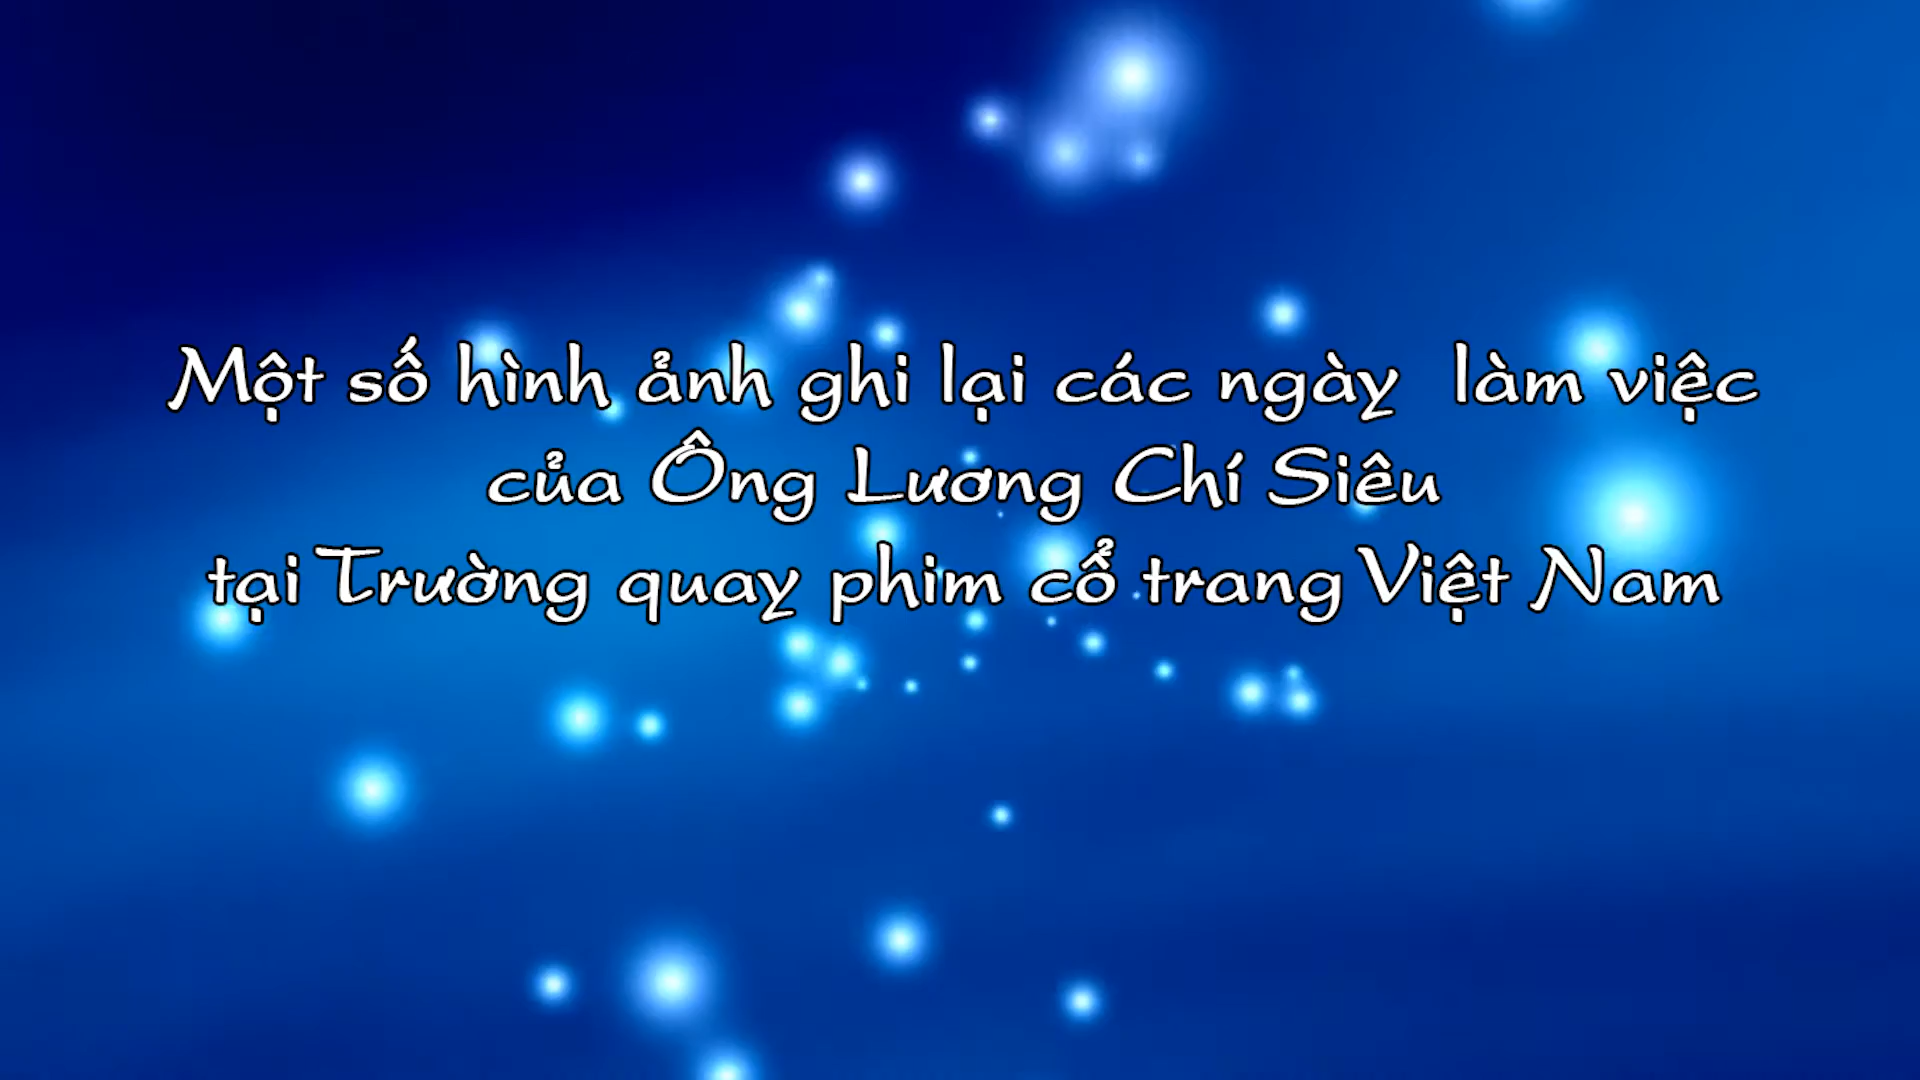 Một số hình ảnh ghi lại các ngày  làm việc
của Ông Lương Chí Siêu
tại Trường quay phim cổ trang Việt Nam